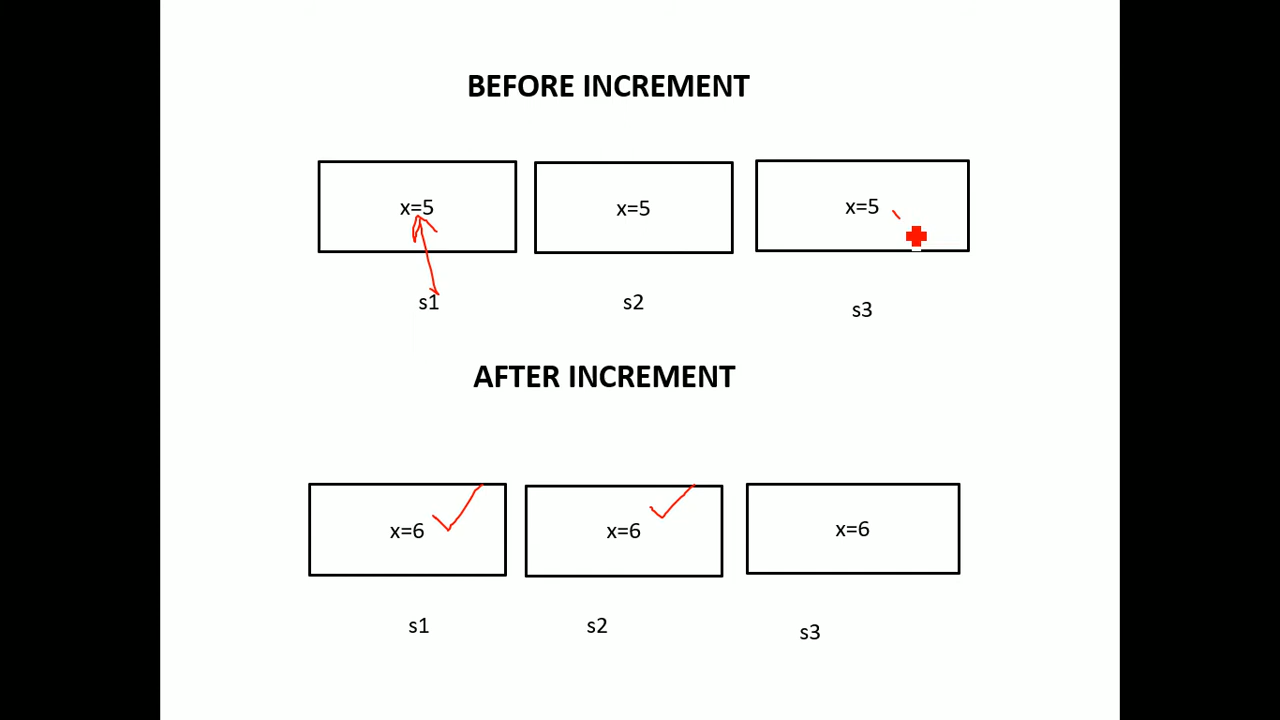 BEFORE INCREMENT
x=5 x=5 x=5
s1 s2 s3
AFTER INCREMENT
x=6 x=6 x=6
s1 s2 s3